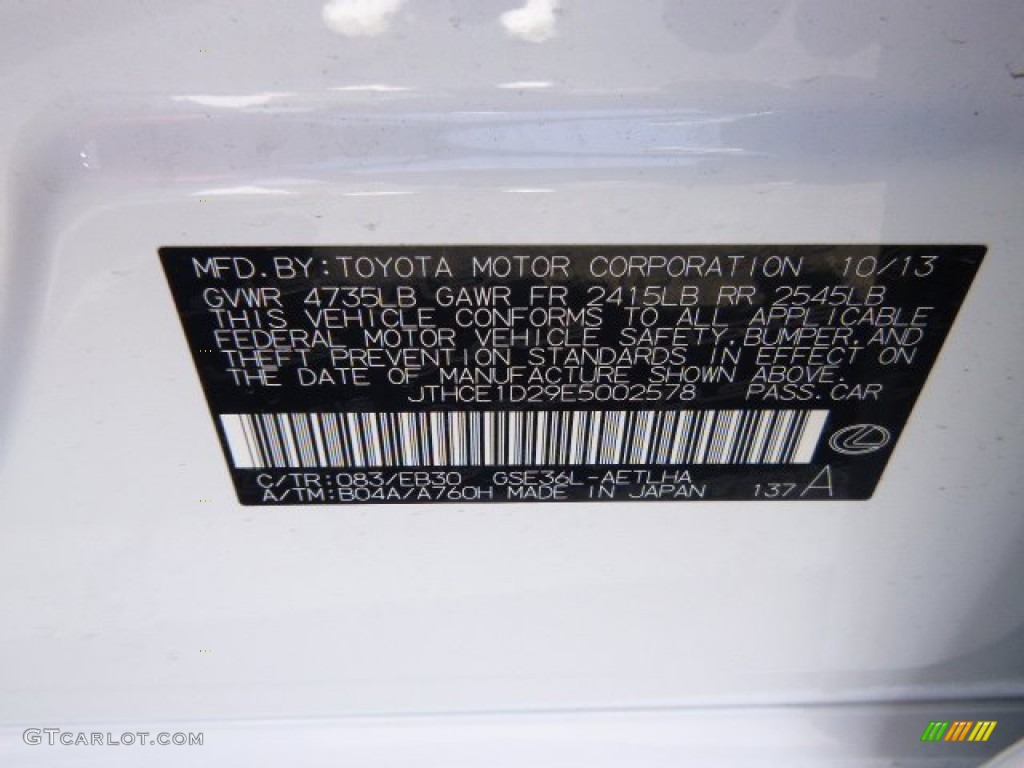 MFD.BY:TOYOTA MOTOR CORPORATION 10/13
GVWR 4735LB GAWR FR 2415LB RR 2545LB
THIS VEHICLE CONFORMS TO ALL APPLICABLE
FEDERAL MOTOR VEHICLE SAFETY,BUMPER,AND
THEFT PREVENTION STANDARDS IN EFFECT ON
THE DATE OF MANUFACTURE SHOWN ABOVE.
JTHCE1D29E5002578 PASS.CAR
C/TR:083/EB30 GSE36L-AETLHA
A/TM:B04A/A760H MADE IN JAPAN 137A
GTCARLOT.COM